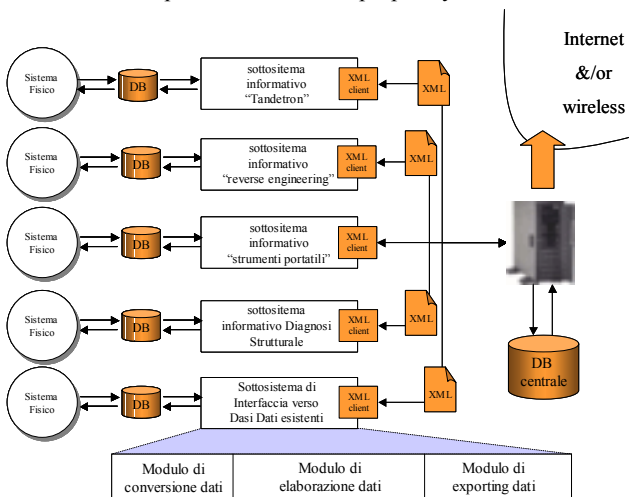 Sistema
Fisico
DB
sottositema
informativo
“Tandetron”
XML
client
XML
Internet
&/or
wireless
Sistema
Fisico
DB
sottositema
informativo
“reverse engineering”
XML
client
XML
Sistema
Fisico
DB
sottositema
informativo
“strumenti portatili”
XML
client
Sistema
Fisico
DB
sottositema
informativo Diagnosi
Strutturale
XML
client
XML
DB
centrale
Sistema
Fisico
DB
Sottosistema di
Interfaccia verso
Dasi Dati esistenti
XML
client
XML
Modulo di
conversione dati
Modulo di
elaborazione dati
Modulo di
exporting dati